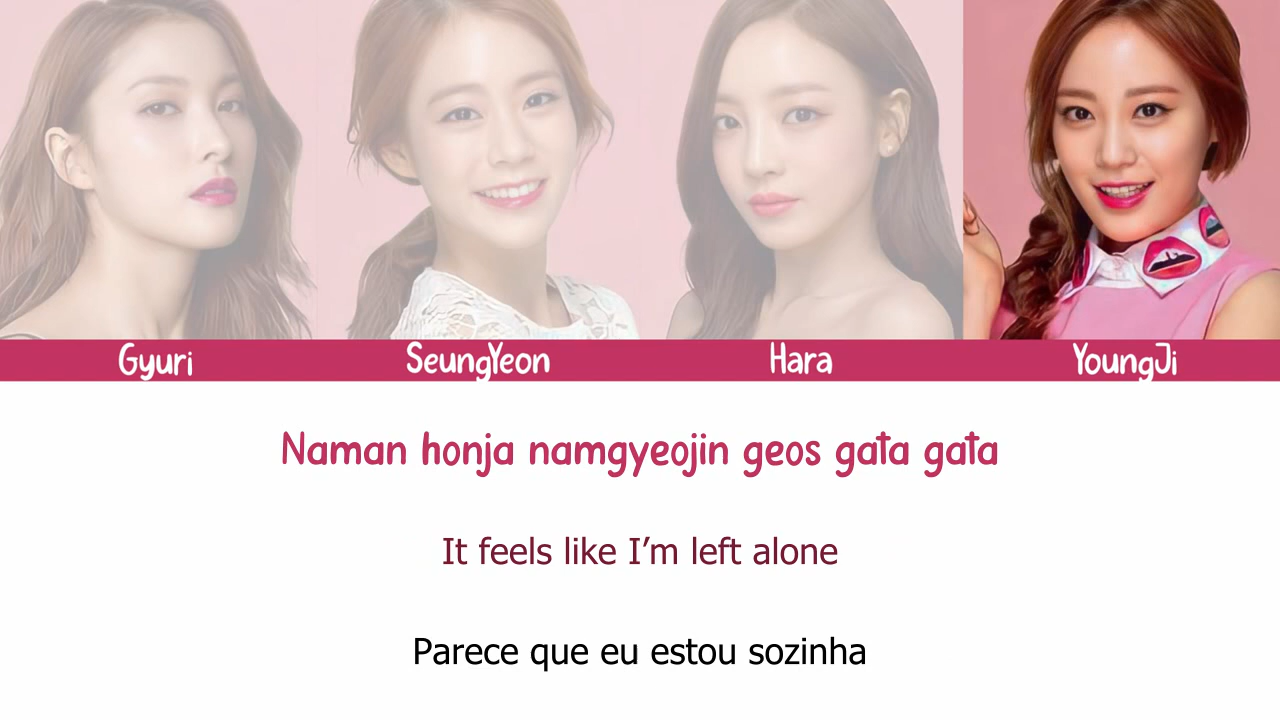 Gyuri SeungYeon Hara YoungJi
Naman honja namgyeojin geos gata gata
It feels like I'm left alone
Parece que eu estou sozinha